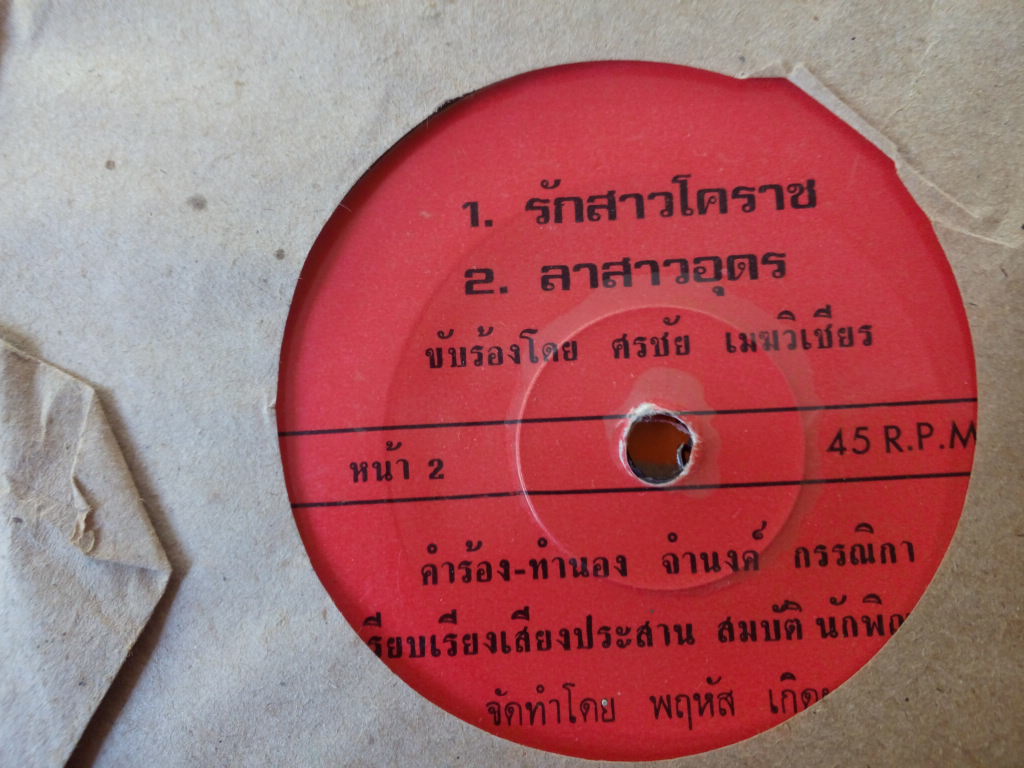 1. รักสาวโคราช
2. ลาสาวอุดร
ขับร้องโดย ศรชัย เมฆวิเชียร
หน้า 2 45 R.P.M
คำร้อง-ทำนอง จำนงค์ กรรณิกา
เรียบเรียงเสียงประสาน สมบัติ
จัดทำโดย พฤหัส